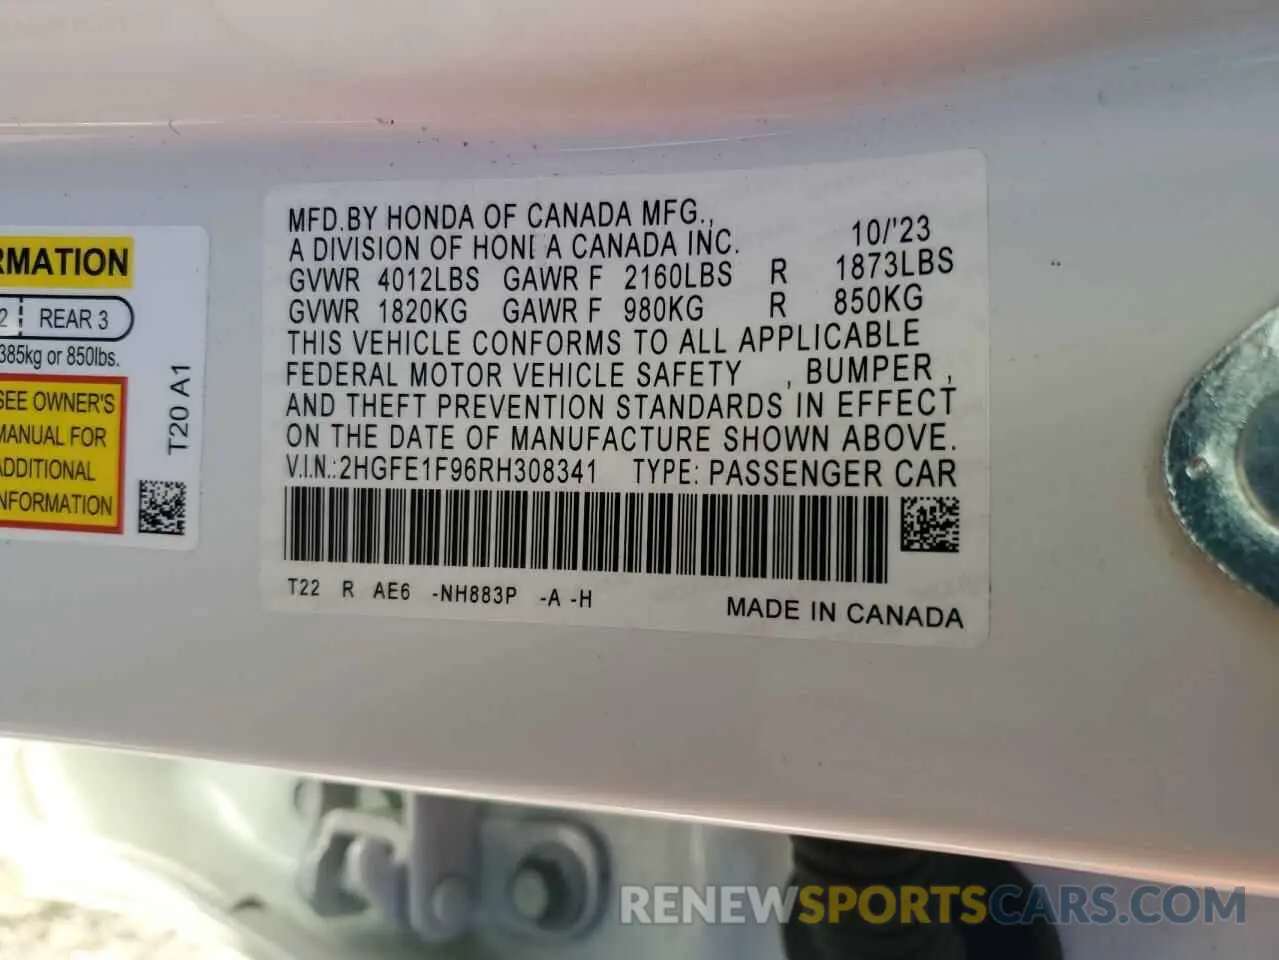 RMATION
2 REAR 3
385kg or 850lbs.
SEE OWNER'S
MANUAL FOR
ADDITIONAL
INFORMATION
T20 A1
MFD.BY HONDA OF CANADA MFG.,
A DIVISION OF HONDA CANADA INC. 10/'23
GVWR 4012LBS GAWR F 2160LBS R 1873LBS
GVWR 1820KG GAWR F 980KG R 850KG
THIS VEHICLE CONFORMS TO ALL APPLICABLE
FEDERAL MOTOR VEHICLE SAFETY , BUMPER ,
AND THEFT PREVENTION STANDARDS IN EFFECT
ON THE DATE OF MANUFACTURE SHOWN ABOVE.
V.I.N.:2HGFE1F96RH308341 TYPE: PASSENGER CAR
T22 R AE6 -NH883P -A -H
MADE IN CANADA
RENEWSPORTSCARS.COM